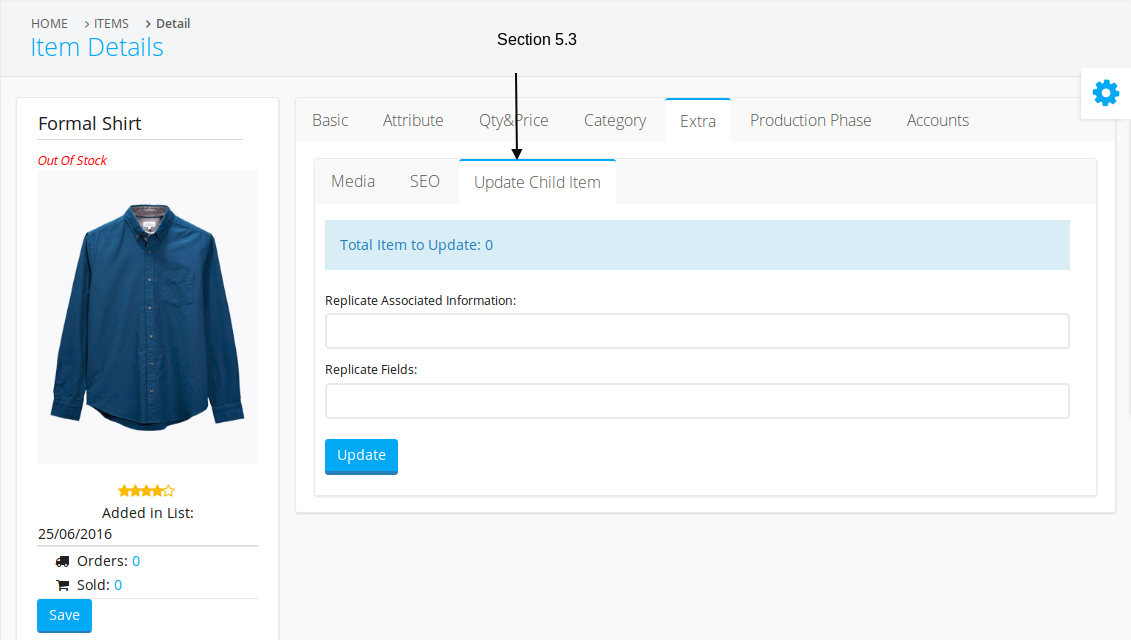 HOME > ITEMS > Detail
Item Details
Section 5.3
Formal Shirt
Out Of Stock
Added in List:
25/06/2016
Orders: 0
Sold: 0
Save
Basic Attribute Qty&Price Category Extra Production Phase Accounts
Media SEO Update Child Item
Total Item to Update: 0
Replicate Associated Information:
Replicate Fields:
Update